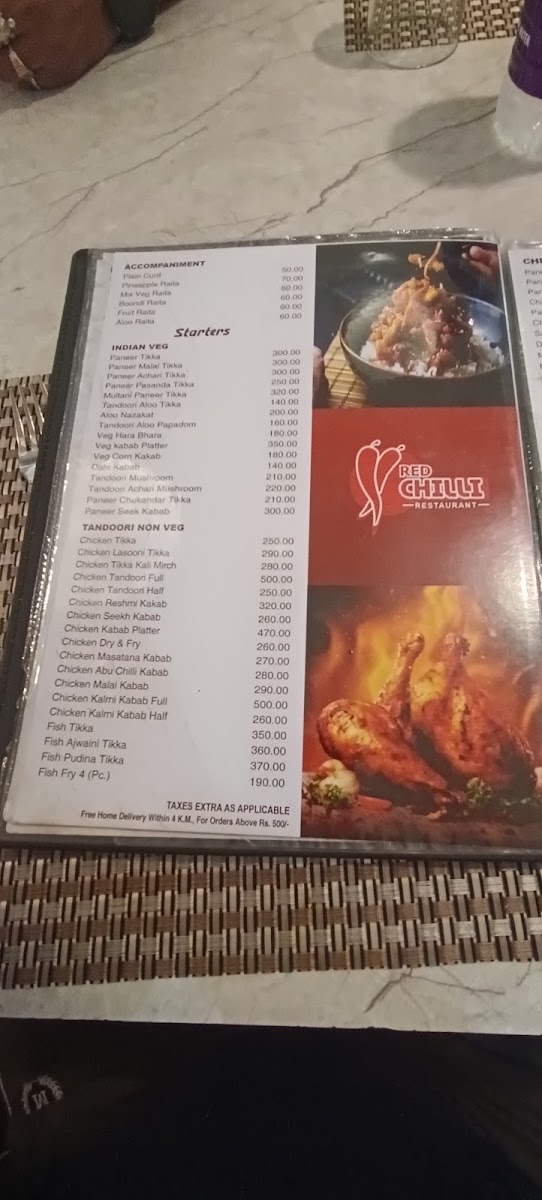 ACCOMPANIMENT
Plain Curd 50.00
Pineapple Raita 70.00
Mix Veg Raita 60.00
Boondi Raita 60.00
Fruit Raita 60.00
Aloo Raita 60.00
Starters
INDIAN VEG
Paneer Tikka 300.00
Paneer Malai Tikka 300.00
Paneer Achari Tikka 300.00
Paneer Pasanda Tikka 250.00
Multani Paneer Tikka 320.00
Tandoori Aloo Tikka 140.00
Aloo Nazakat 200.00
Tandoori Aloo Papadom 160.00
Veg Hara Bhara 180.00
Veg kabab Platter 350.00
Veg Corn Kakab 180.00
Kabab 140.00
Tandoori Mushroom 210.00
Tandoori Achari Mushroom 220.00
Paneer Chukandar Tikka 210.00
Paneer Seek Kabab 300.00
TANDOORI NON VEG
Chicken Tikka 250.00
Chicken Lasooni Tikka 290.00
Chicken Tikka Kali Mirch 280.00
Chicken Tandoori Full 500.00
Chicken Tandoori Half 250.00
Chicken Reshmi Kakab 320.00
Chicken Seekh Kabab 260.00
Chicken Kabab Platter 470.00
Chicken Dry & Fry 260.00
Chicken Masatana Kabab 270.00
Chicken Abu Chilli Kabab 280.00
Chicken Malai Kabab 290.00
Chicken Kalmi Kabab Full 500.00
Chicken Kalmi Kabab Half 260.00
Fish Tikka 350.00
Fish Ajwaini Tikka 360.00
Fish Pudina Tikka 370.00
Fish Fry 4 (Pc.) 190.00
TAXES EXTRA AS APPLICABLE
Free Home Delivery Within 4 K.M., For Orders Above Rs. 500/-
RED
CHILLI
RESTAURANT